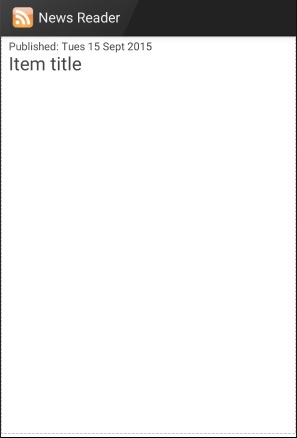 News Reader
Published: Tues 15 Sept 2015
Item title